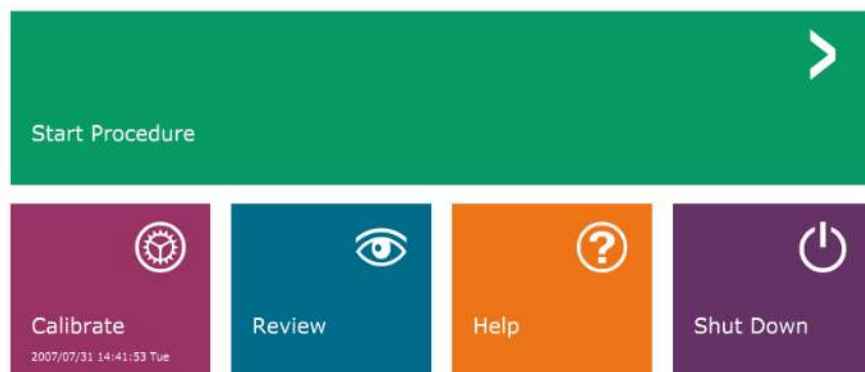 Start Procedure
Calibrate
2007/07/31 14:41:53 Tue
Review
Help
Shut Down